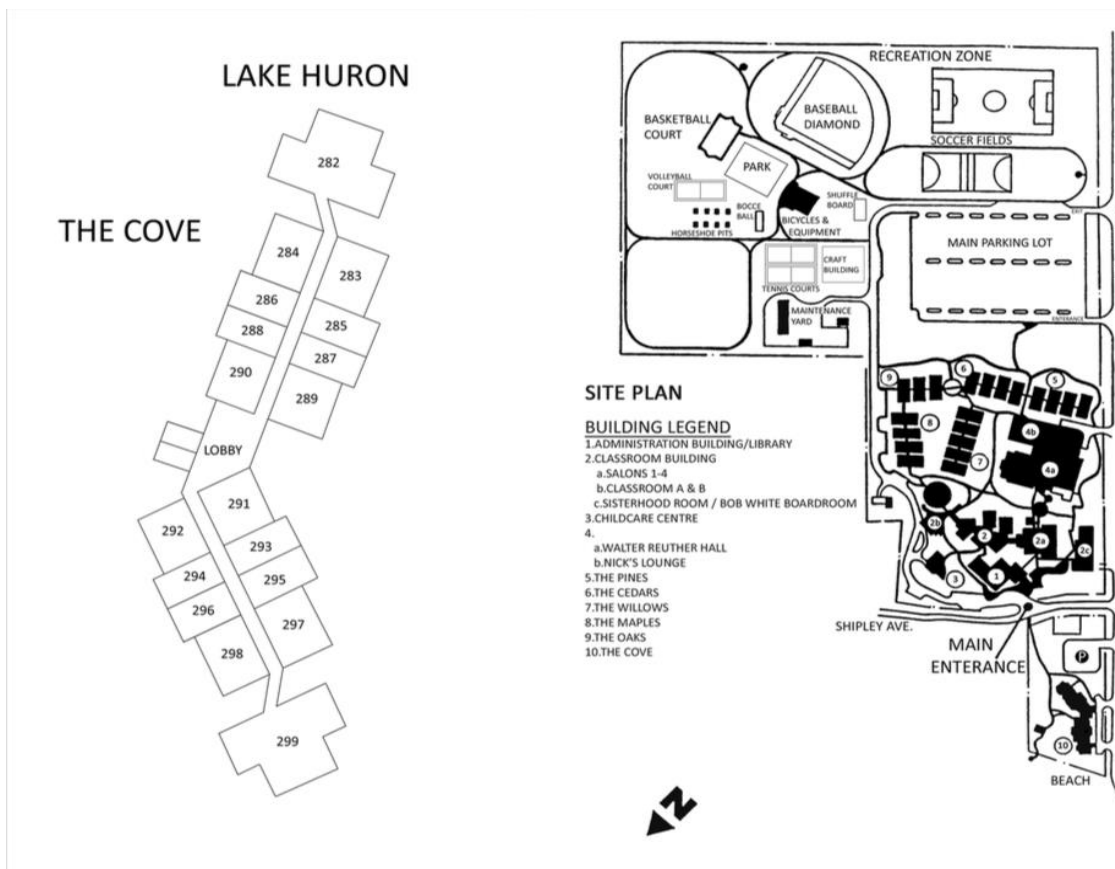 LAKE HURON
THE COVE
282
284
283
286
285
288
287
290
289
LOBBY
291
292
293
294
295
296
297
298
299
RECREATION ZONE
BASKETBALL
COURT
BASEBALL
DIAMOND
SOCCER FIELDS
PARK
VOLLEYBALL
COURT
SHUFFLE
BOARD
BOCCE
BALL
HORSESHOE PITS
BICYCLES &
EQUIPMENT
EXIT
MAIN PARKING LOT
CRAFT
BUILDING
TENNIS COURTS
MAINTENANCE
YARD
ENTERANCE
SITE PLAN
BUILDING LEGEND
1.ADMINISTRATION BUILDING/LIBRARY
2.CLASSROOM BUILDING
a.SALONS 1-4
b.CLASSROOM A & B
c.SISTERHOOD ROOM / BOB WHITE BOARDROOM
3.CHILDCARE CENTRE
4.
a.WALTER REUTHER HALL
b.NICK'S LOUNGE
5.THE PINES
6.THE CEDARS
7.THE WILLOWS
8.THE MAPLES
9.THE OAKS
10.THE COVE
9
6
5
8
4b
7
4a
2b
2
2a
2c
3
1
SHIPLEY AVE.
MAIN
ENTERANCE
P
10
BEACH
N